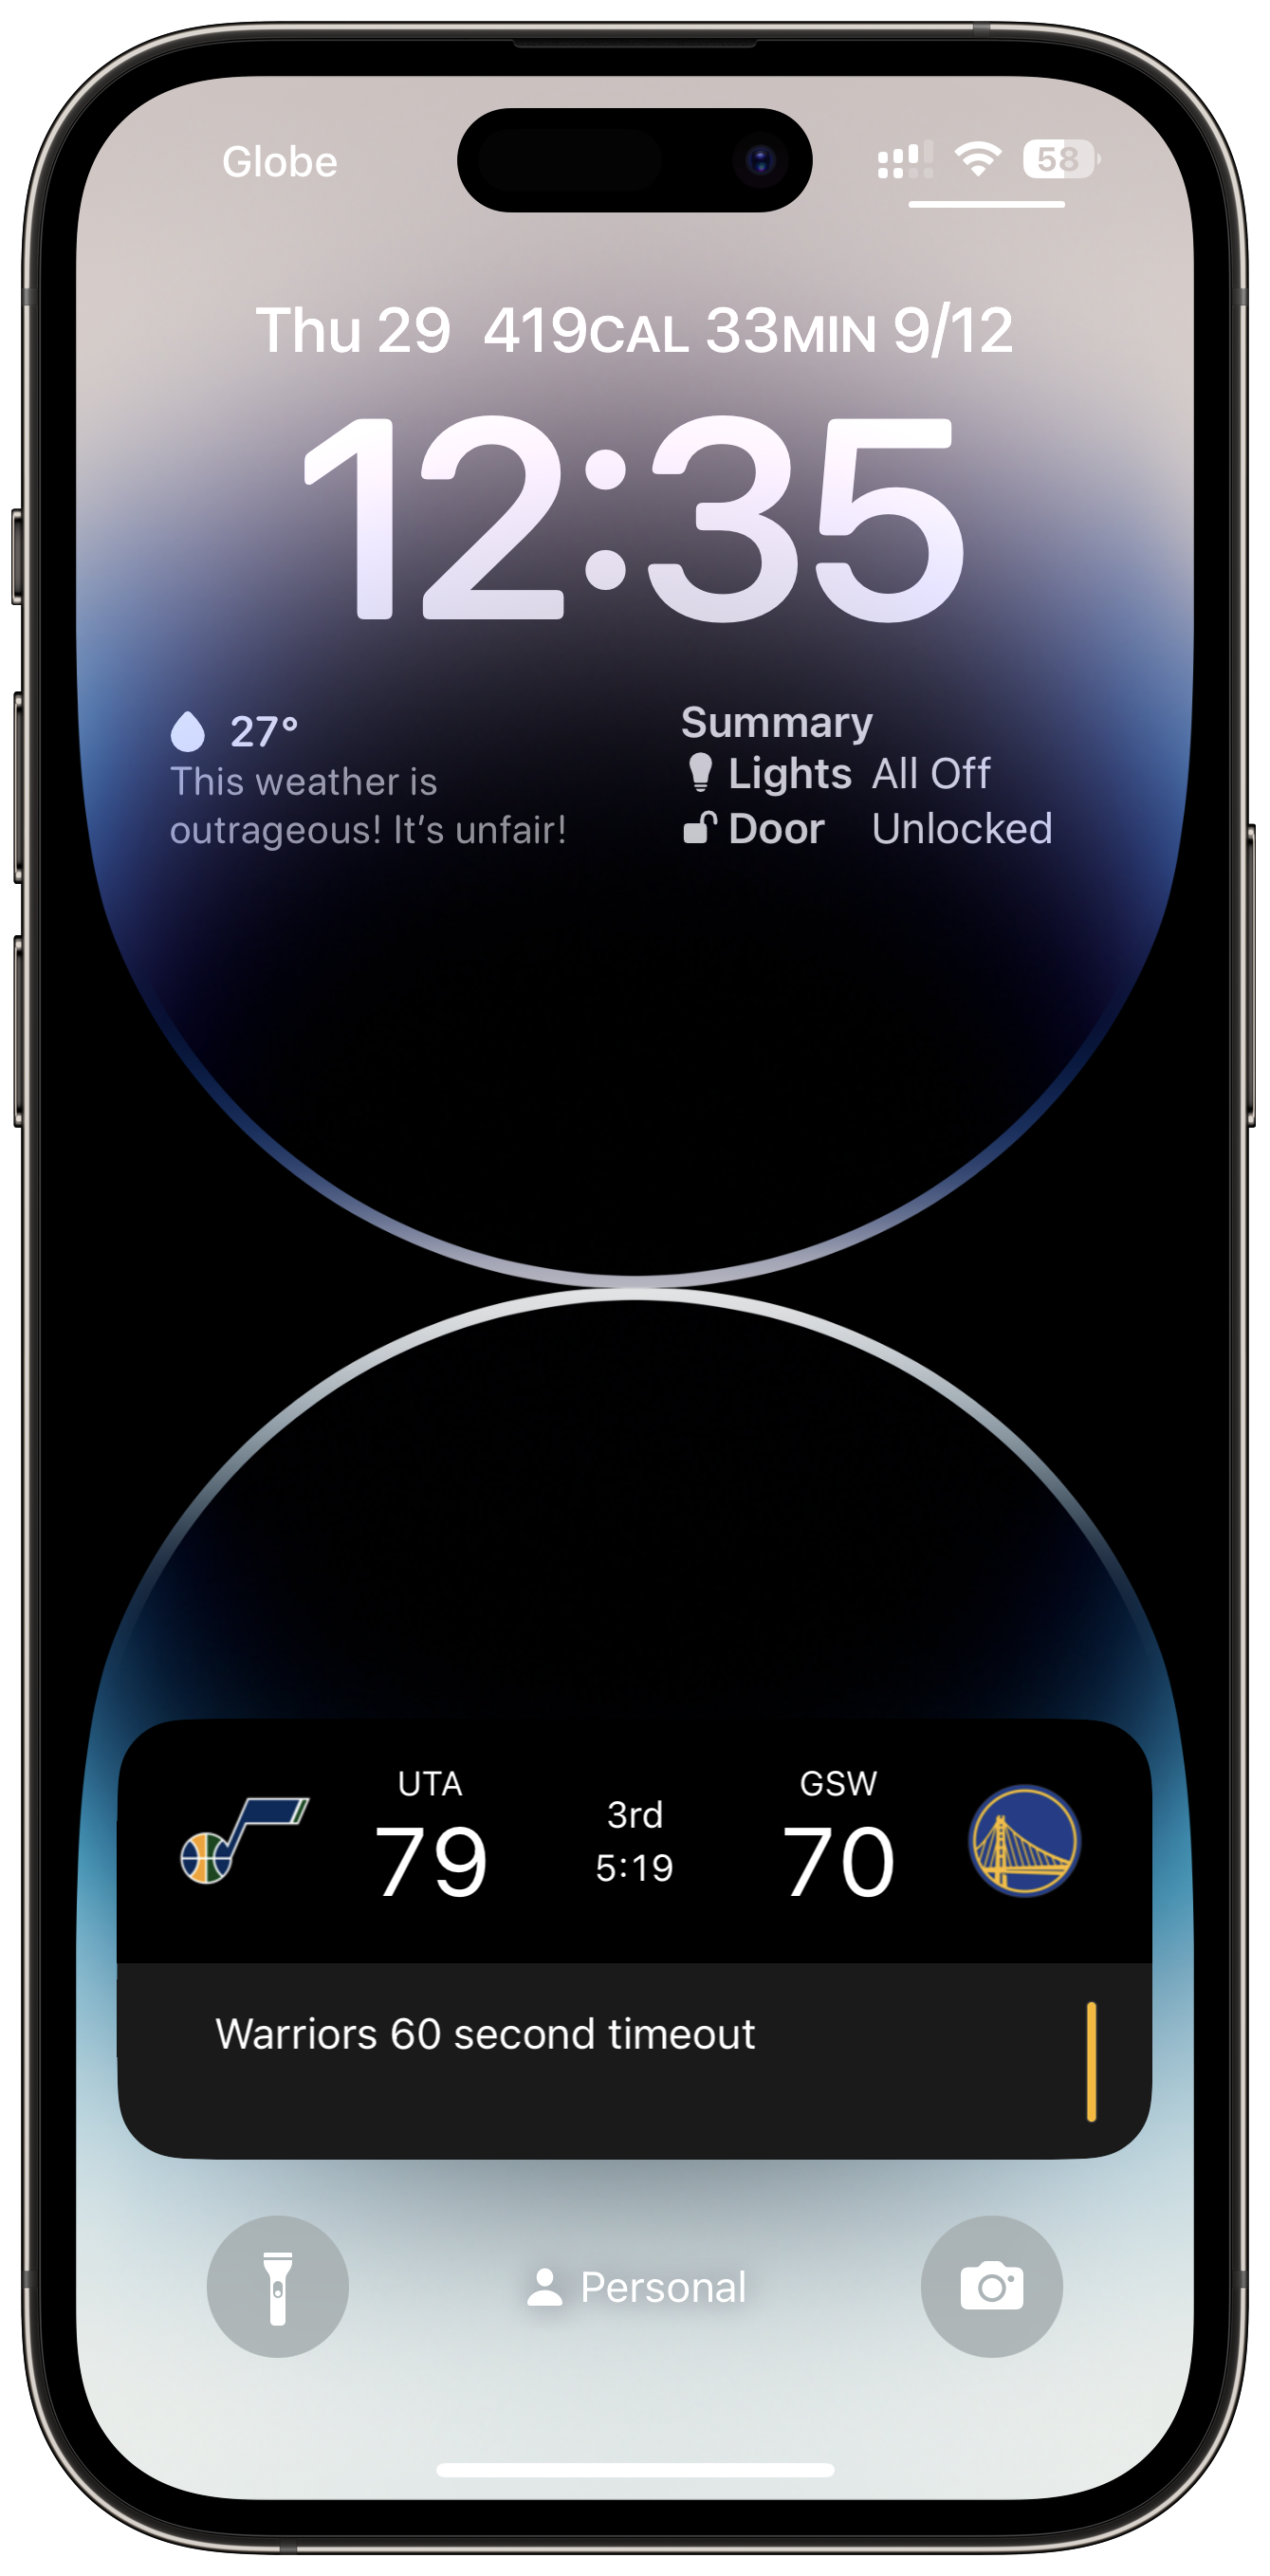 Globe 58
Thu 29 419CAL 33MIN 9/12
12:35
27°
This weather is
outrageous! It’s unfair!
Summary
Lights All Off
Door Unlocked
UTA
79
3rd
5:19
GSW
70
Warriors 60 second timeout
Personal